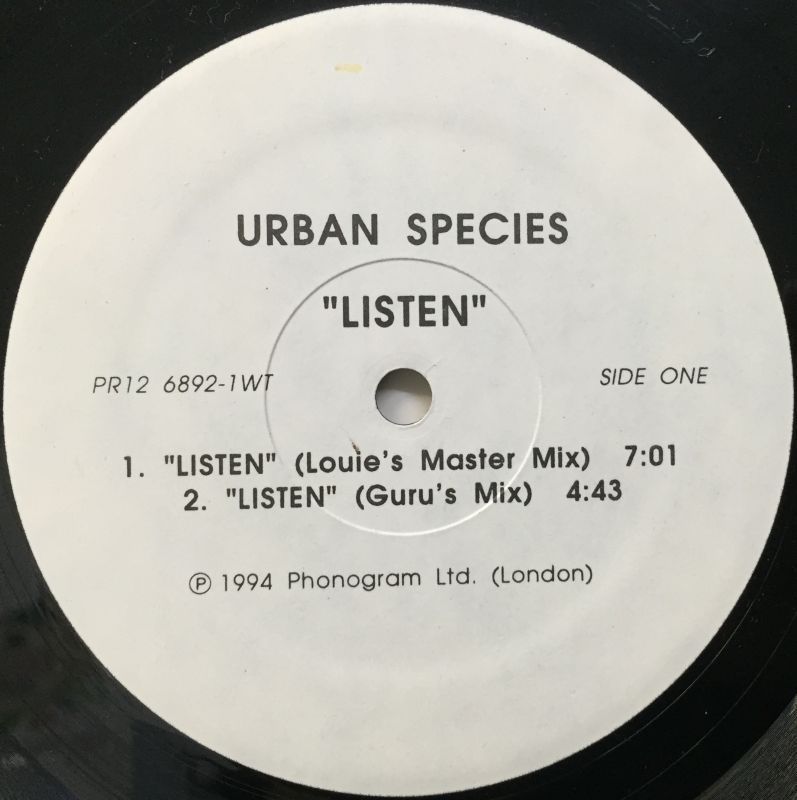 URBAN SPECIES
"LISTEN"
PR12 6892-1WT
SIDE ONE
1. "LISTEN" (Louie's Master Mix) 7:01
2. "LISTEN" (Guru's Mix) 4:43
℗ 1994 Phonogram Ltd. (London)